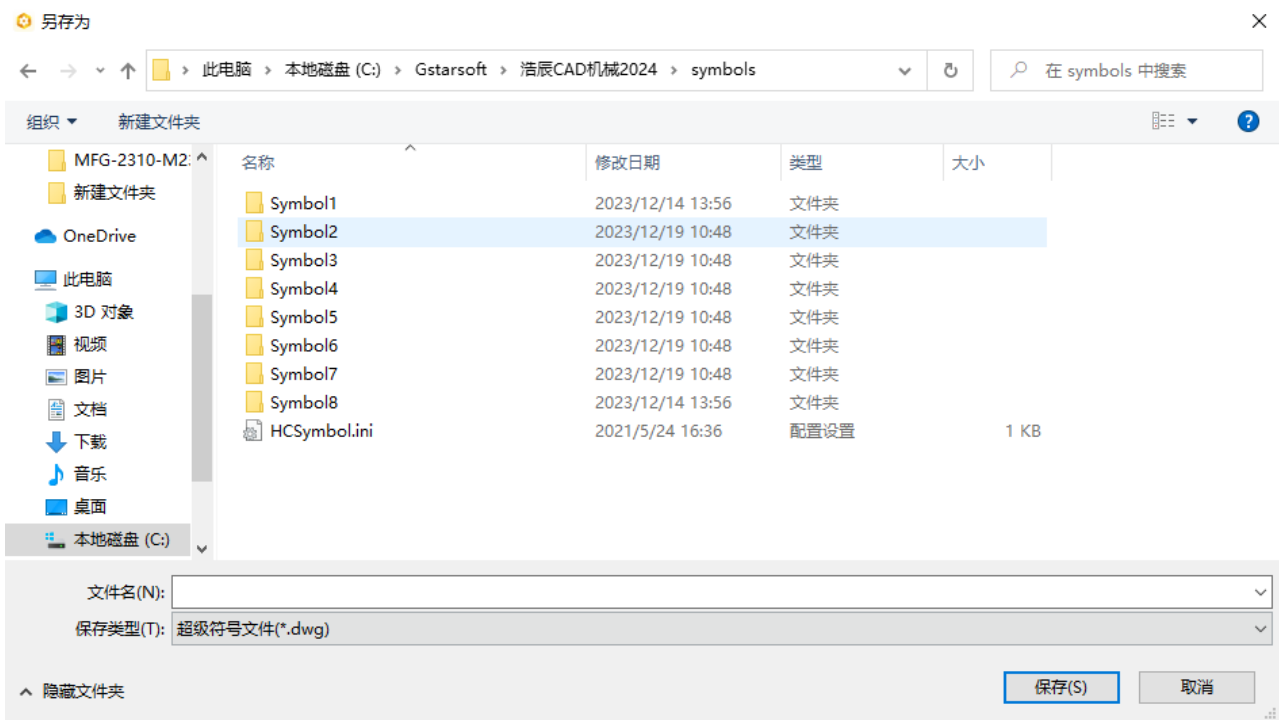 另存为
此电脑 › 本地磁盘 (C:) › Gstarsoft › 浩辰CAD机械2024 › symbols
在 symbols 中搜索
组织 新建文件夹
MFG-2310-M2
新建文件夹
OneDrive
此电脑
3D 对象
视频
图片
文档
下载
音乐
桌面
本地磁盘 (C:)
名称 修改日期 类型 大小
Symbol1 2023/12/14 13:56 文件夹
Symbol2 2023/12/19 10:48 文件夹
Symbol3 2023/12/19 10:48 文件夹
Symbol4 2023/12/19 10:48 文件夹
Symbol5 2023/12/19 10:48 文件夹
Symbol6 2023/12/19 10:48 文件夹
Symbol7 2023/12/19 10:48 文件夹
Symbol8 2023/12/14 13:56 文件夹
HCSymbol.ini 2021/5/24 16:36 配置设置 1 KB
文件名(N):
保存类型(T): 超级符号文件(*.dwg)
隐藏文件夹
保存(S) 取消